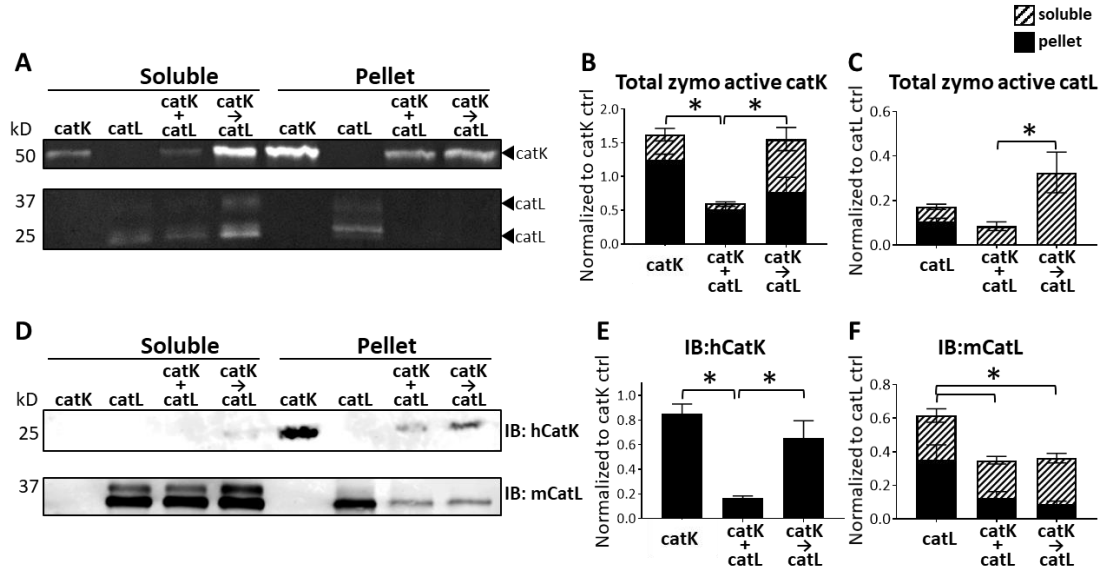 soluble
pellet
A
Soluble
Pellet
catK
catL
catK
+
catL
catK
→
catL
catK
catL
catK
+
catL
catK
→
catL
kD
50
catK
37
catL
25
catL
B
Total zymo active catK
Normalized to catK ctrl
2.0
1.5
1.0
0.5
0.0
*
*
catK
catK
+
catL
catK
→
catL
C
Total zymo active catL
Normalized to catL ctrl
0.6
0.4
0.2
0.0
*
catL
catK
+
catL
catK
→
catL
D
Soluble
Pellet
catK
catL
catK
+
catL
catK
→
catL
catK
catL
catK
+
catL
catK
→
catL
kD
25
IB: hCatK
37
IB: mCatL
E
IB:hCatK
Normalized to catK ctrl
1.0
0.8
0.6
0.4
0.2
0.0
*
*
catK
catK
+
catL
catK
→
catL
F
IB:mCatL
Normalized to catL ctrl
0.8
0.6
0.4
0.2
0.0
*
catL
catK
+
catL
catK
→
catL